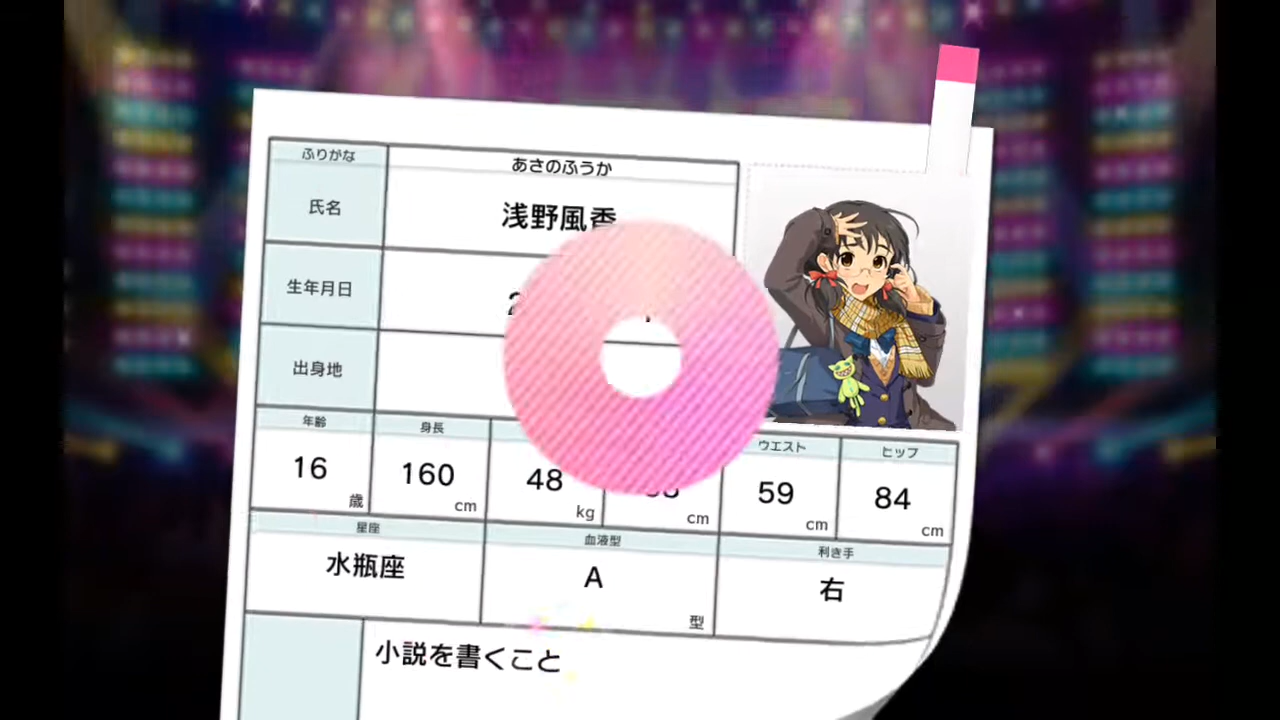 ふりがな
あさのふうか
氏名
浅野風香
生年月日
出身地
年齢
身長
ウエスト
ヒップ
16
歳
160
cm
48
kg
cm
59
cm
84
cm
星座
血液型
利き手
水瓶座
A
型
右
小説を書くこと